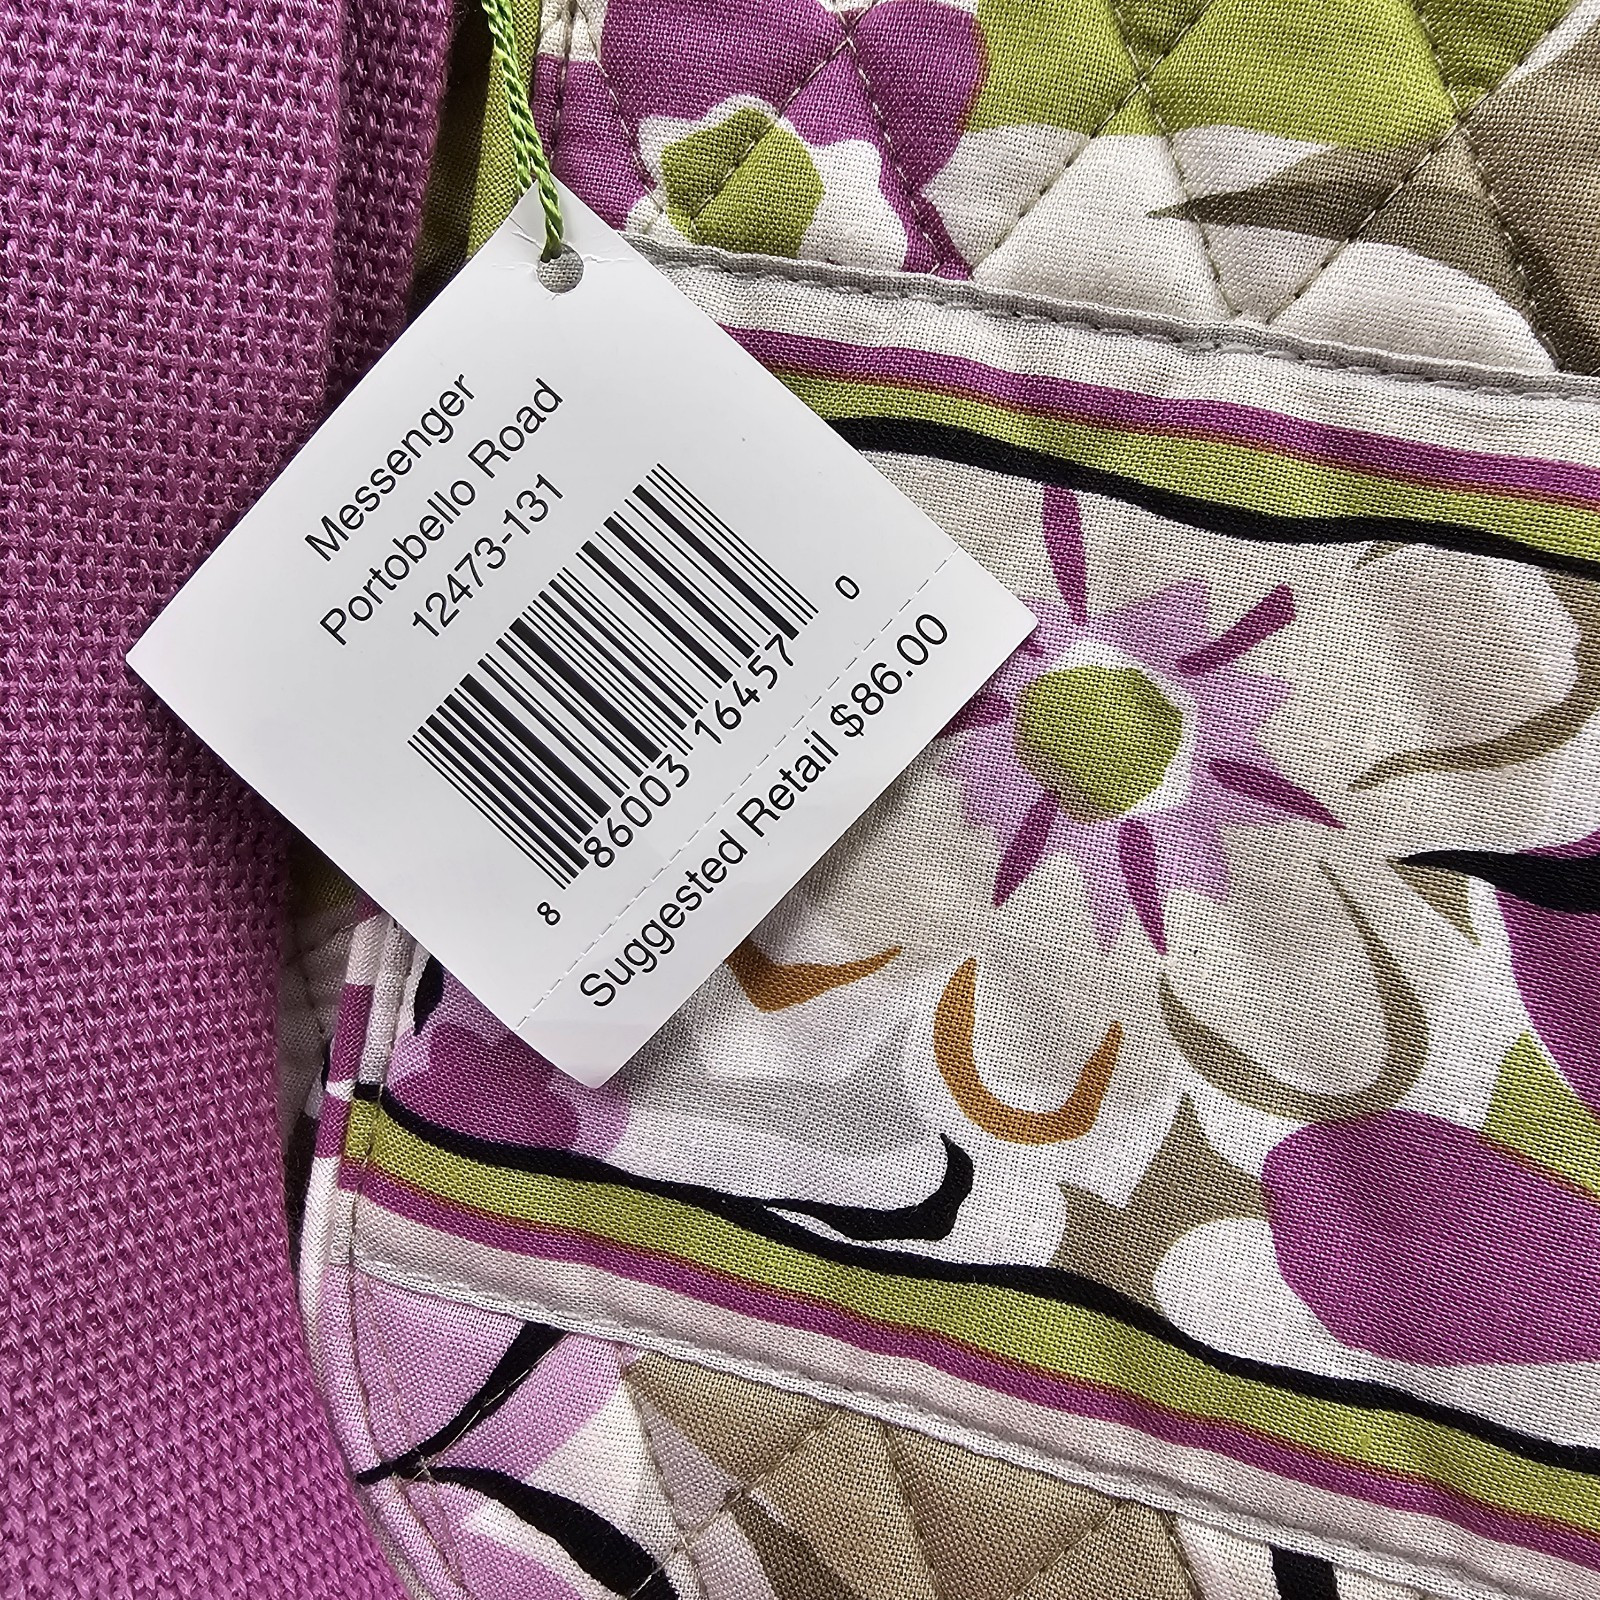 Messenger
Portobello Road
12473-131
8 86003 16457 0
Suggested Retail $86.00